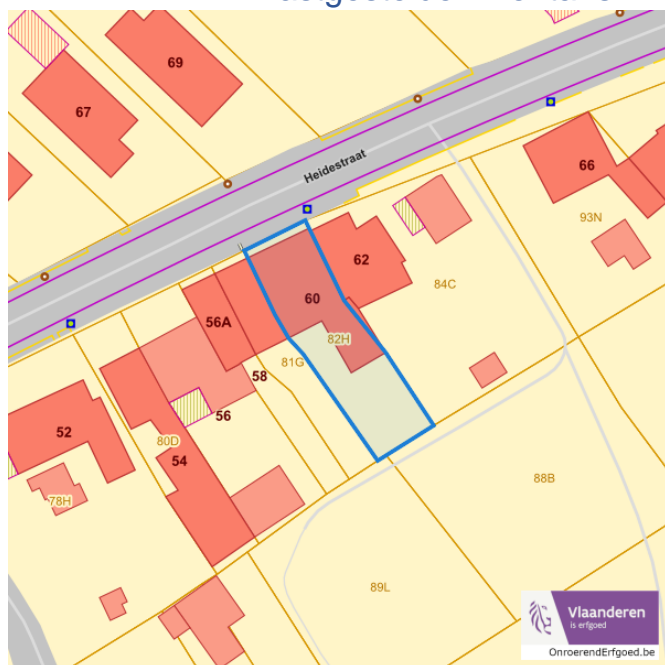 69
67
Heidestraat
66
93N
62
84C
60
56A
82H
81G
58
56
52
80D
54
78H
88B
89L
Vlaanderen
is erfgoed
OnroerendErfgoed.be